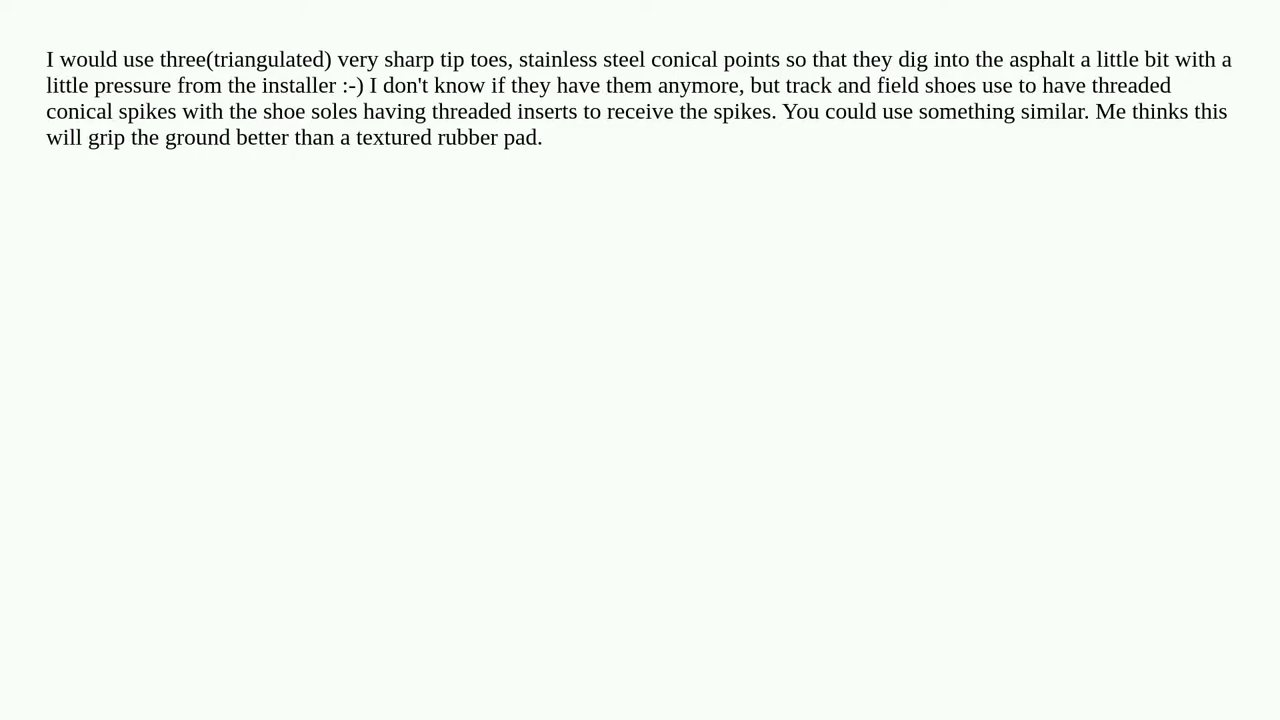 I would use three(triangulated) very sharp tip toes, stainless steel conical points so that they dig into the asphalt a little bit with a
little pressure from the installer :-) I don't know if they have them anymore, but track and field shoes use to have threaded
conical spikes with the shoe soles having threaded inserts to receive the spikes. You could use something similar. Me thinks this
will grip the ground better than a textured rubber pad.